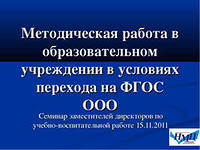 Методическая работа в
образовательном
учреждении в условиях
перехода на ФГОС
ООО
Семинар заместителей директоров по
учебно-воспитательной работе 15.11.2011
НМЦ